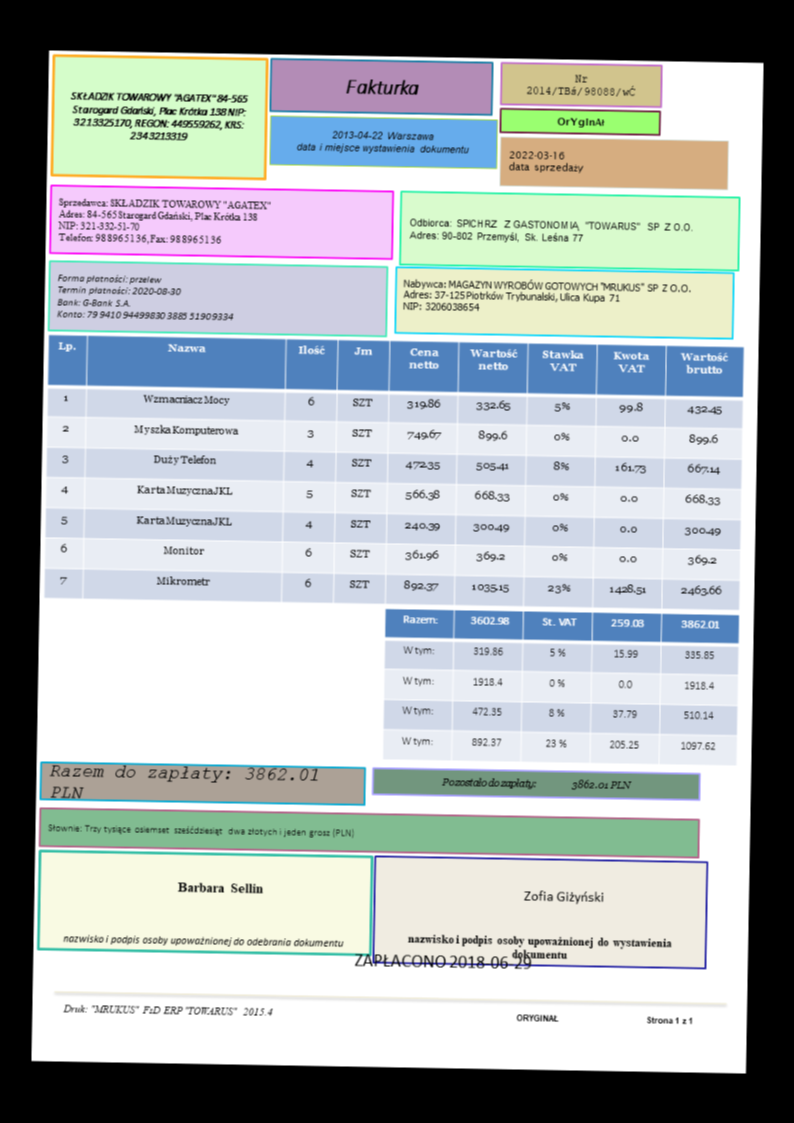 SKŁADZIK TOWAROWY "AGATEX" 84-565
Starogard Gdański, Plac Krótka 138 NIP:
3213325170, REGON: 449559262, KRS:
2343213319
Fakturka
2013-04-22 Warszawa
data i miejsce wystawienia dokumentu
Nr
2014/TBś/98088/wĆ
OrYgInAł
2022-03-16
data sprzedaży
Sprzedawca: SKŁADZIK TOWAROWY "AGATEX"
Adres: 84-565 Starogard Gdański, Plac Krótka 138
NIP: 321-332-51-70
Telefon: 988965136, Fax: 988965136
Odbiorca: SPICHRZ Z GASTONOMIĄ "TOWARUS" SP Z O.O.
Adres: 90-802 Przemyśl, Sk. Leśna 77
Forma płatności: przelew
Termin płatności: 2020-08-30
Bank: G-Bank S.A.
Konto: 79 9410 94499830 3885 51909334
Nabywca: MAGAZYN WYROBÓW GOTOWYCH "MRUKUS" SP Z O.O.
Adres: 37-125 Piotrków Trybunalski, Ulica Kupa 71
NIP: 3206038654
Lp. Nazwa Ilość Jm Cena netto Wartość netto Stawka VAT Kwota VAT Wartość brutto
1 Wzmacniacz Mocy 6 SZT 319.86 332.65 5% 99.8 432.45
2 Myszka Komputerowa 3 SZT 749.67 899.6 0% 0.0 899.6
3 Duży Telefon 4 SZT 472.35 505.41 8% 161.73 667.14
4 Karta Muzyczna JKL 5 SZT 566.38 668.33 0% 0.0 668.33
5 Karta Muzyczna JKL 4 SZT 240.39 300.49 0% 0.0 300.49
6 Monitor 6 SZT 361.96 369.2 0% 0.0 369.2
7 Mikrometr 6 SZT 892.37 1035.15 23% 1428.51 2463.66
Razem: 3602.98 St. VAT 259.03 3862.01
W tym: 319.86 5 % 15.99 335.85
W tym: 1918.4 0 % 0.0 1918.4
W tym: 472.35 8 % 37.79 510.14
W tym: 892.37 23 % 205.25 1097.62
Razem do zapłaty: 3862.01
PLN
Pozostało do zapłaty: 3862.01 PLN
Słownie: Trzy tysiące osiemset sześćdziesiąt dwa złotych i jeden grosz (PLN)
Barbara Sellin
nazwisko i podpis osoby upoważnionej do odebrania dokumentu
Zofia Giżyński
nazwisko i podpis osoby upoważnionej do wystawienia
dokumentu
ZAPŁACONO 2018-06-29
Druk: "MRUKUS" FzD ERP "TOWARUS" 2015.4
ORYGINAŁ
Strona 1 z 1